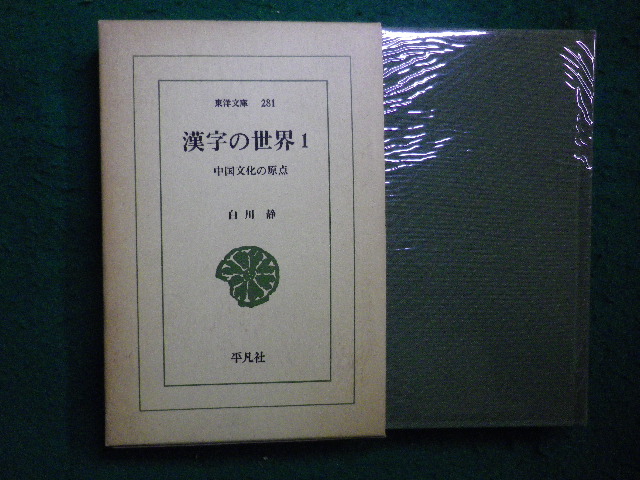 東洋文庫 281
漢字の世界 1
中国文化の原点
白川 静
平凡社